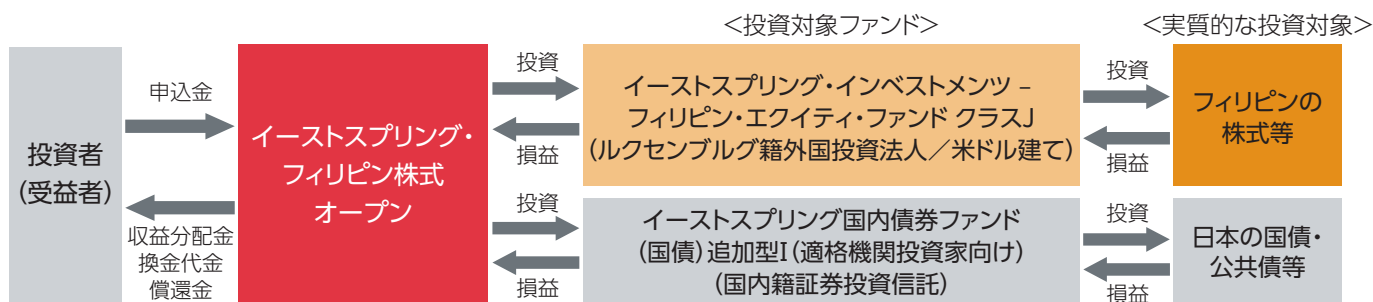 <投資対象ファンド>
<実質的な投資対象>
投資者
(受益者)
申込金
収益分配金
換金代金
償還金
イーストスプリング・
フィリピン株式
オープン
投資
損益
投資
損益
イーストスプリング・インベストメンツ –
フィリピン・エクイティ・ファンド クラスJ
(ルクセンブルグ籍外国投資法人/米ドル建て)
イーストスプリング国内債券ファンド
(国債)追加型I(適格機関投資家向け)
(国内籍証券投資信託)
投資
損益
投資
損益
フィリピンの
株式等
日本の国債・
公共債等